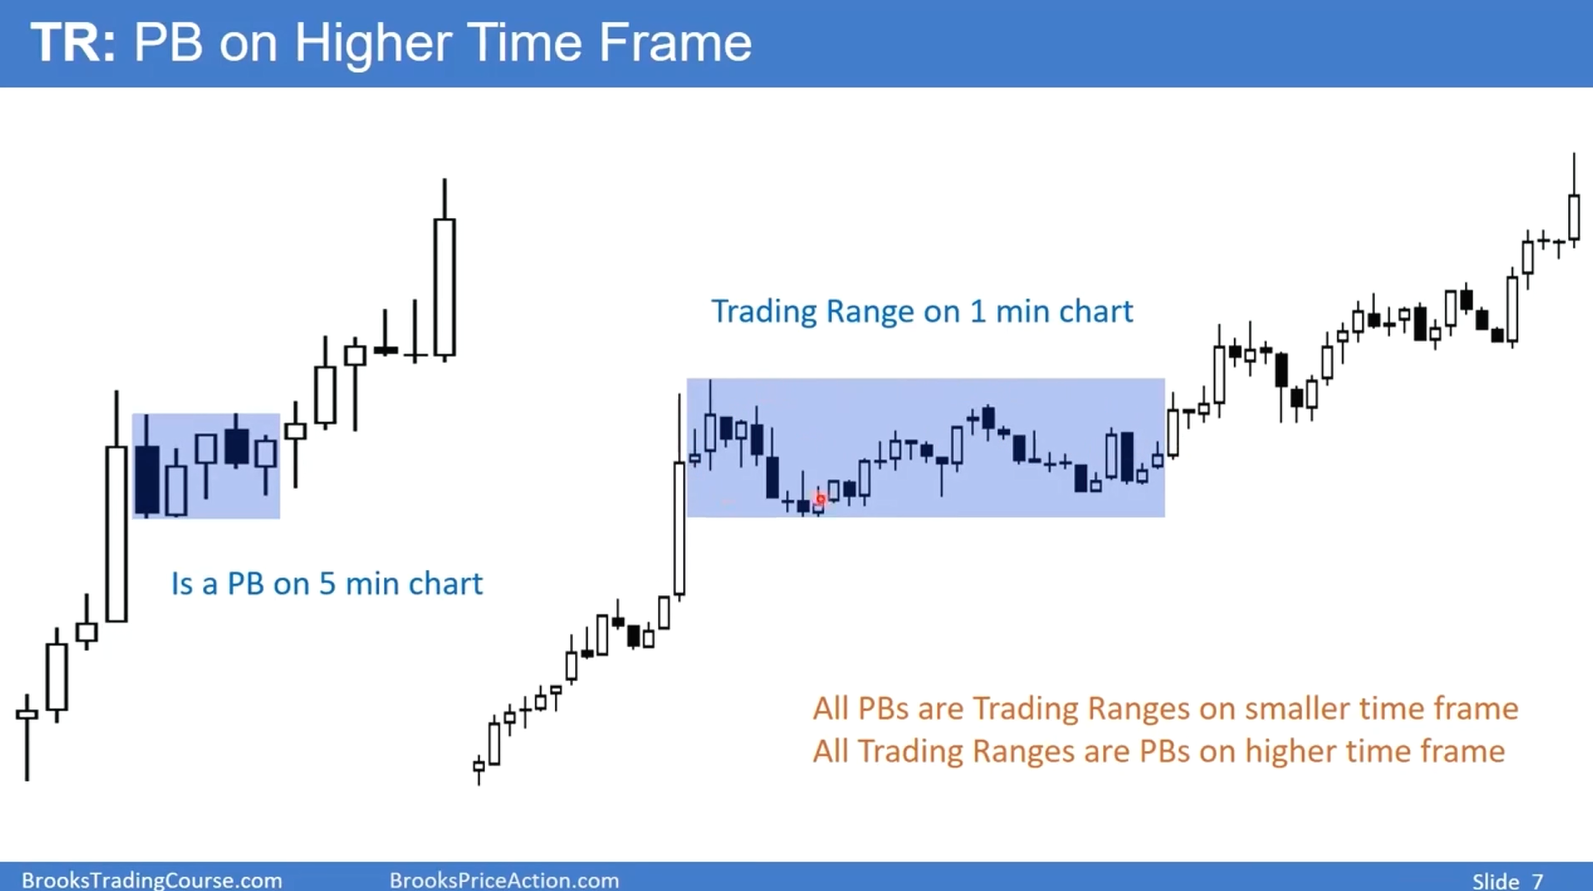 TR: PB on Higher Time Frame
Trading Range on 1 min chart
Is a PB on 5 min chart
All PBs are Trading Ranges on smaller time frame
All Trading Ranges are PBs on higher time frame
BrooksTradingCourse.com
BrooksPriceAction.com
Slide 7